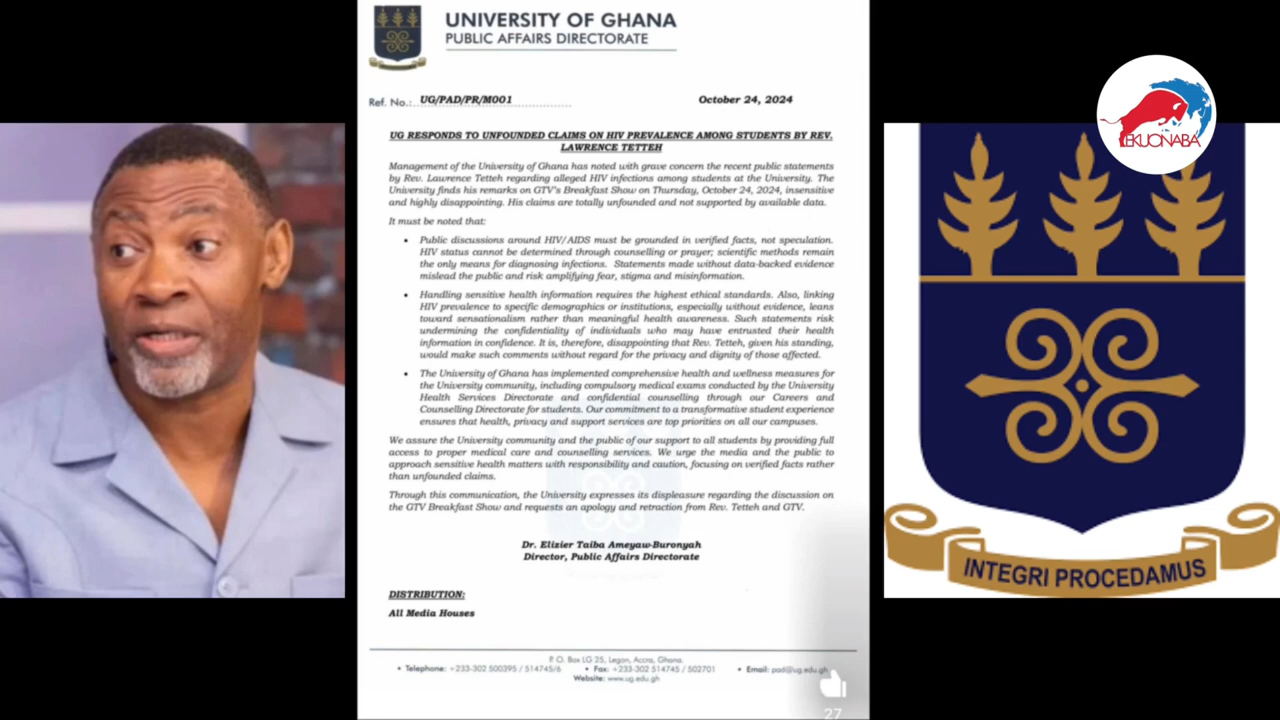 UNIVERSITY OF GHANA
PUBLIC AFFAIRS DIRECTORATE
Ref. No.: UG/PAD/PR/M001 October 24, 2024
UG RESPONDS TO UNFOUNDED CLAIMS ON HIV PREVALENCE AMONG STUDENTS BY REV.
LAWRENCE TETTEH
Management of the University of Ghana has noted with grave concern the recent public statements
by Rev. Lawrence Tetteh regarding alleged HIV infections among students at the University. The
University finds his remarks on GTV's Breakfast Show on Thursday, October 24, 2024, insensitive
and highly disappointing. His claims are totally unfounded and not supported by available data.
It must be noted that:
• Public discussions around HIV/AIDS must be grounded in verified facts, not speculation.
HIV status cannot be determined through counselling or prayer; scientific methods remain
the only means for diagnosing infections. Statements made without data-backed evidence
mislead the public and risk amplifying fear, stigma and misinformation.
• Handling sensitive health information requires the highest ethical standards. Also, linking
HIV prevalence to specific demographics or institutions, especially without evidence, leans
toward sensationalism rather than meaningful health awareness. Such statements risk
undermining the confidentiality of individuals who may have entrusted their health
information in confidence. It is, therefore, disappointing that Rev. Tetteh, given his standing,
would make such comments without regard for the privacy and dignity of those affected.
• The University of Ghana has implemented comprehensive health and wellness measures for
the University community, including compulsory medical exams conducted by the University
Health Services Directorate and confidential counselling through our Careers and
Counselling Directorate for students. Our commitment to a transformative student experience
ensures that health, privacy and support services are top priorities on all our campuses.
We assure the University community and the public of our support to all students by providing full
access to proper medical care and counselling services. We urge the media and the public to
approach sensitive health matters with responsibility and caution, focusing on verified facts rather
than unfounded claims.
Through this communication, the University expresses its displeasure regarding the discussion on
the GTV Breakfast Show and requests an apology and retraction from Rev. Tetteh and GTV.
Dr. Elizier Taiba Ameyaw-Buronyah
Director, Public Affairs Directorate
DISTRIBUTION:
All Media Houses
P. O. Box LG 25, Legon, Accra, Ghana.
• Telephone: +233-302 500395 / 514745/6 • Fax: +233-302 514745 / 502701 • Email: pad@ug.edu.gh
Website: www.ug.edu.gh
27
EKUONABA
INTEGRI PROCEDAMUS